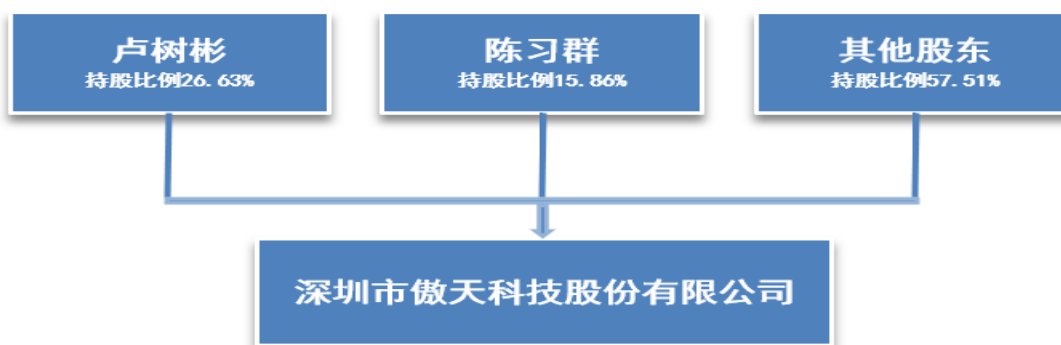 卢树彬
持股比例26.63%
陈习群
持股比例15.86%
其他股东
持股比例57.51%
深圳市傲天科技股份有限公司